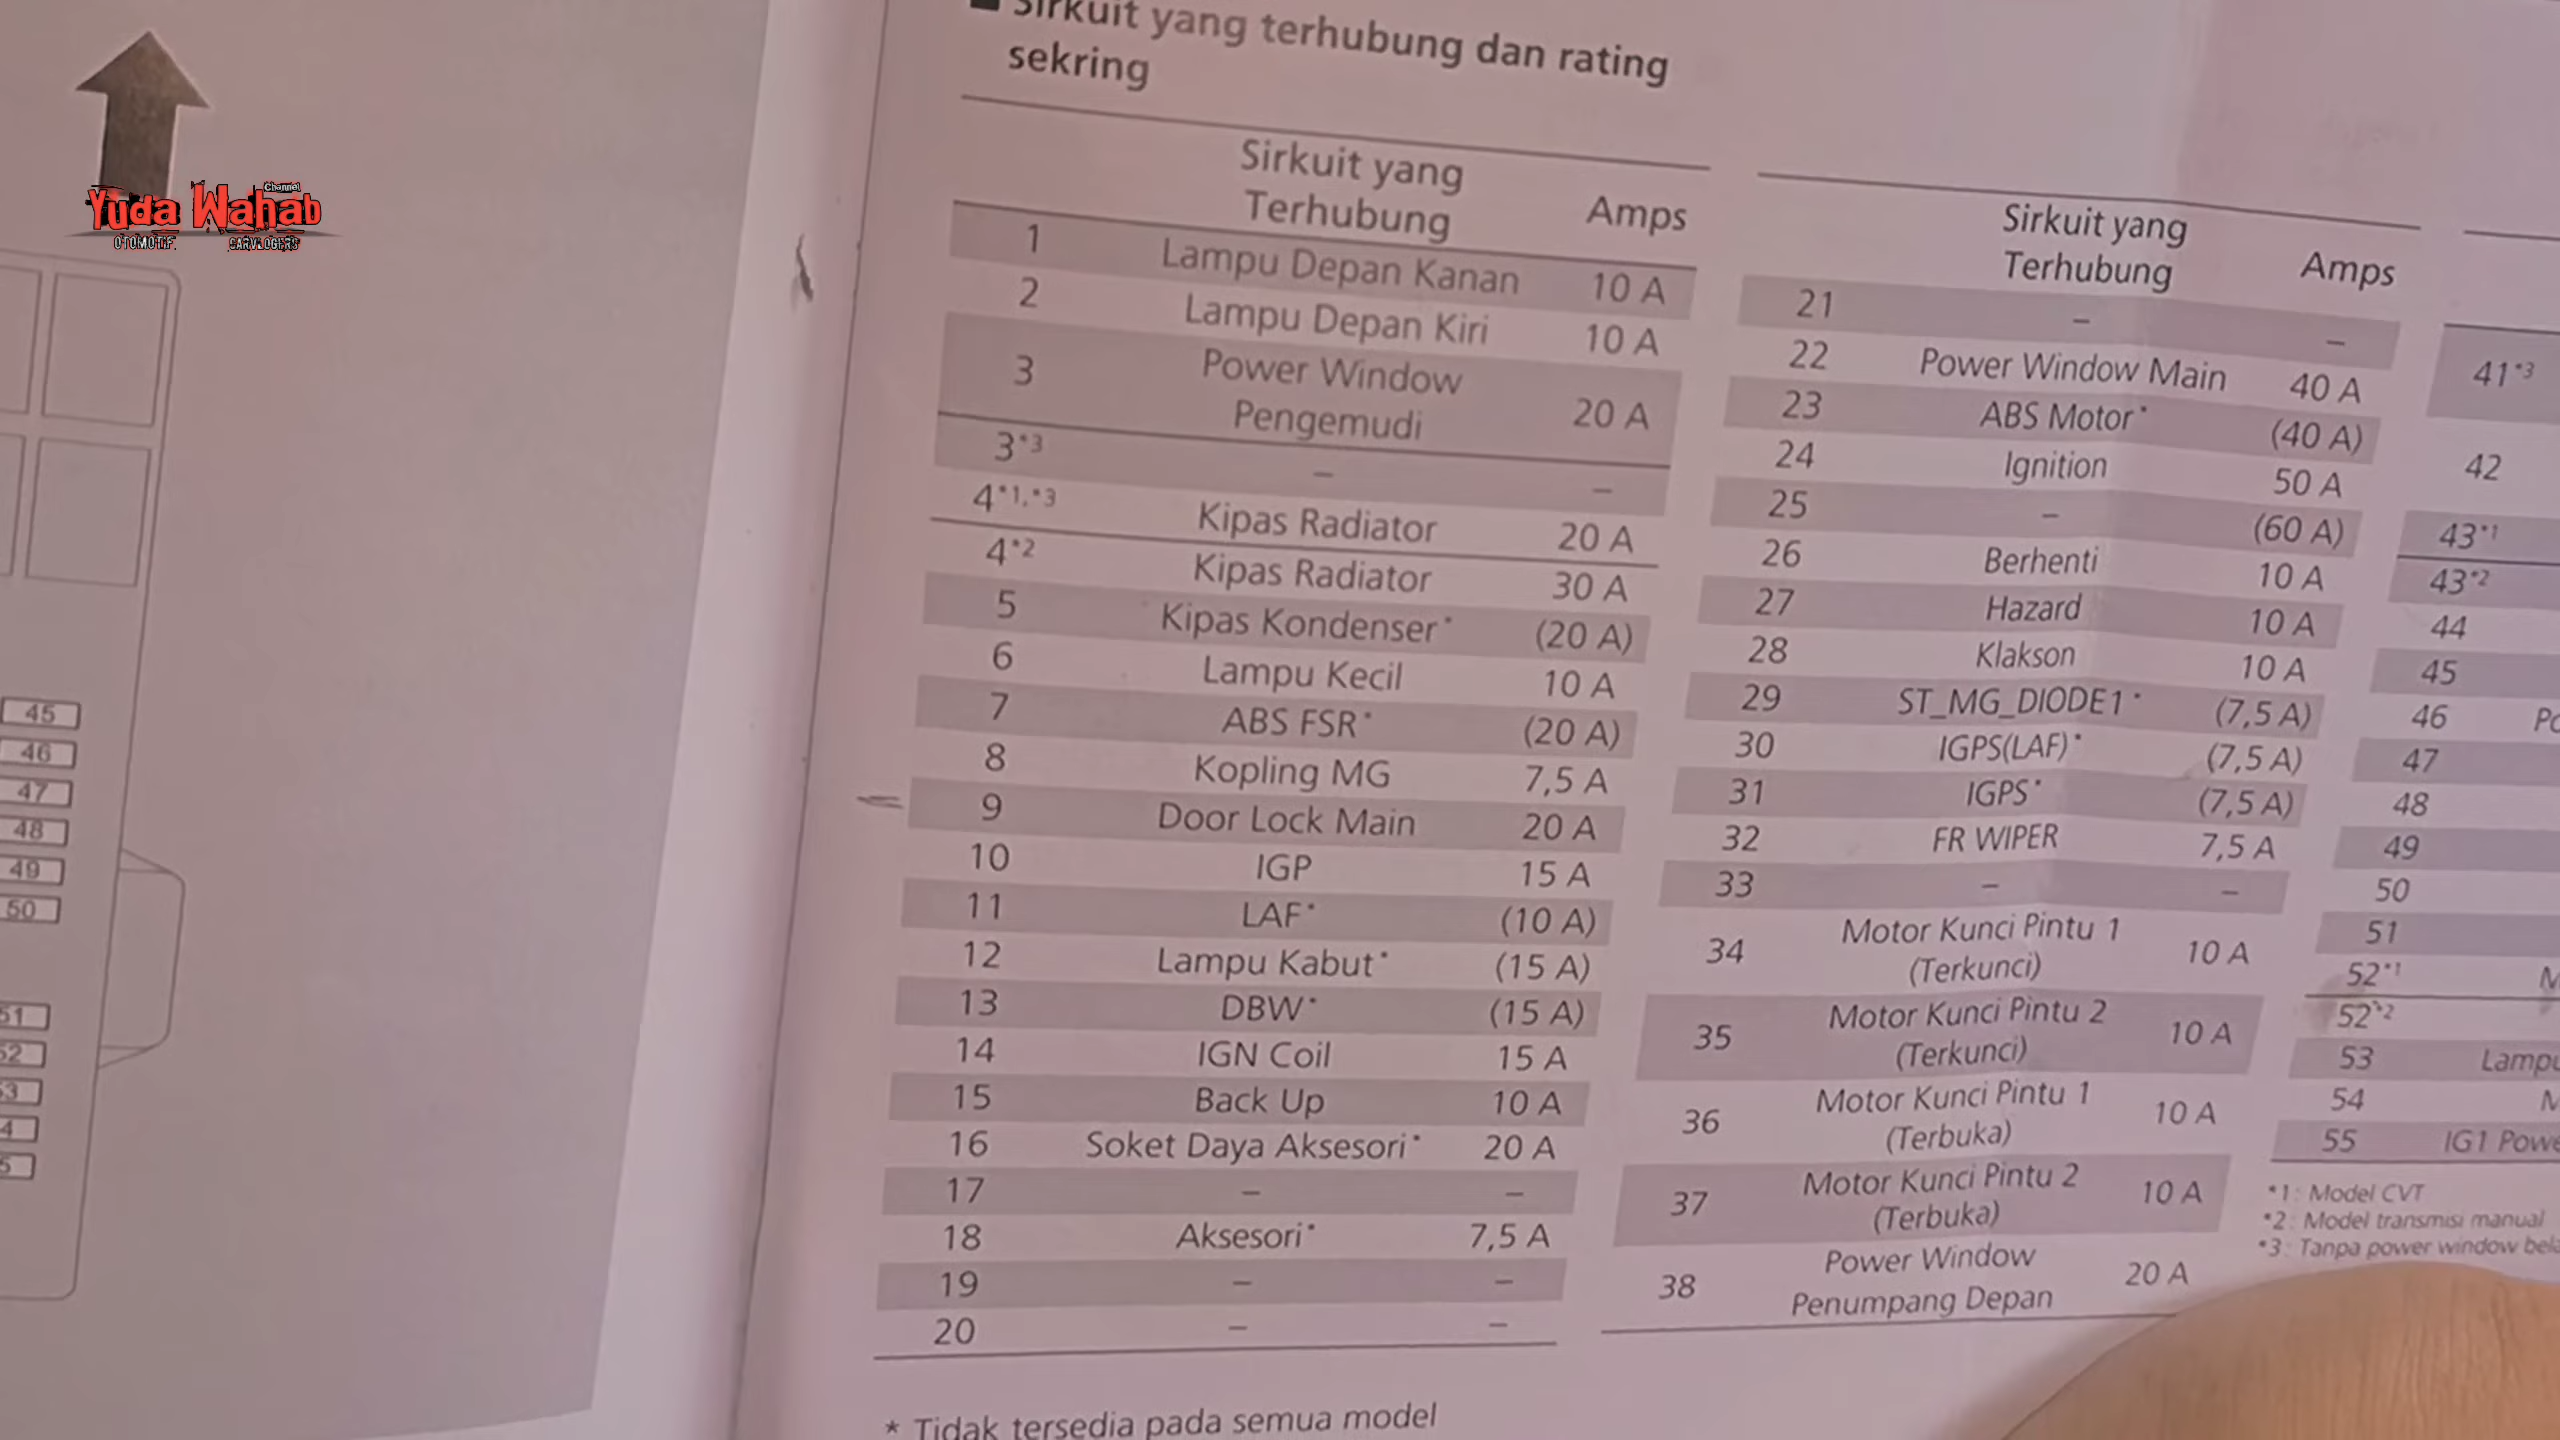 Channel
Yuda Wahab
OTOMOTIF CARVLOGERS
45
46
47
48
49
50
51
52
Sirkuit yang terhubung dan rating
sekring
Sirkuit yang
Terhubung Amps
1 Lampu Depan Kanan 10 A
2 Lampu Depan Kiri 10 A
3 Power Window
Pengemudi 20 A
3*3 – –
4*1,*3 Kipas Radiator 20 A
4*2 Kipas Radiator 30 A
5 Kipas Kondenser* (20 A)
6 Lampu Kecil 10 A
7 ABS FSR* (20 A)
8 Kopling MG 7,5 A
9 Door Lock Main 20 A
10 IGP 15 A
11 LAF* (10 A)
12 Lampu Kabut* (15 A)
13 DBW* (15 A)
14 IGN Coil 15 A
15 Back Up 10 A
16 Soket Daya Aksesori* 20 A
17 – –
18 Aksesori* 7,5 A
19 – –
20 – –
* Tidak tersedia pada semua model
Sirkuit yang
Terhubung Amps
21 – –
22 Power Window Main 40 A
23 ABS Motor* (40 A)
24 Ignition 50 A
25 – (60 A)
26 Berhenti 10 A
27 Hazard 10 A
28 Klakson 10 A
29 ST_MG_DIODE1* (7,5 A)
30 IGPS(LAF)* (7,5 A)
31 IGPS* (7,5 A)
32 FR WIPER 7,5 A
33 – –
34 Motor Kunci Pintu 1
(Terkunci) 10 A
35 Motor Kunci Pintu 2
(Terkunci) 10 A
36 Motor Kunci Pintu 1
(Terbuka) 10 A
37 Motor Kunci Pintu 2
(Terbuka) 10 A
38 Power Window
Penumpang Depan 20 A
41*3
42
43*1
43*2
44
45
46
47
48
49
50
51
52*1
52*2
53 Lampu
54
55 IG1
*1: Model CVT
*2: Model transmisi manual
*3: Tanpa power window